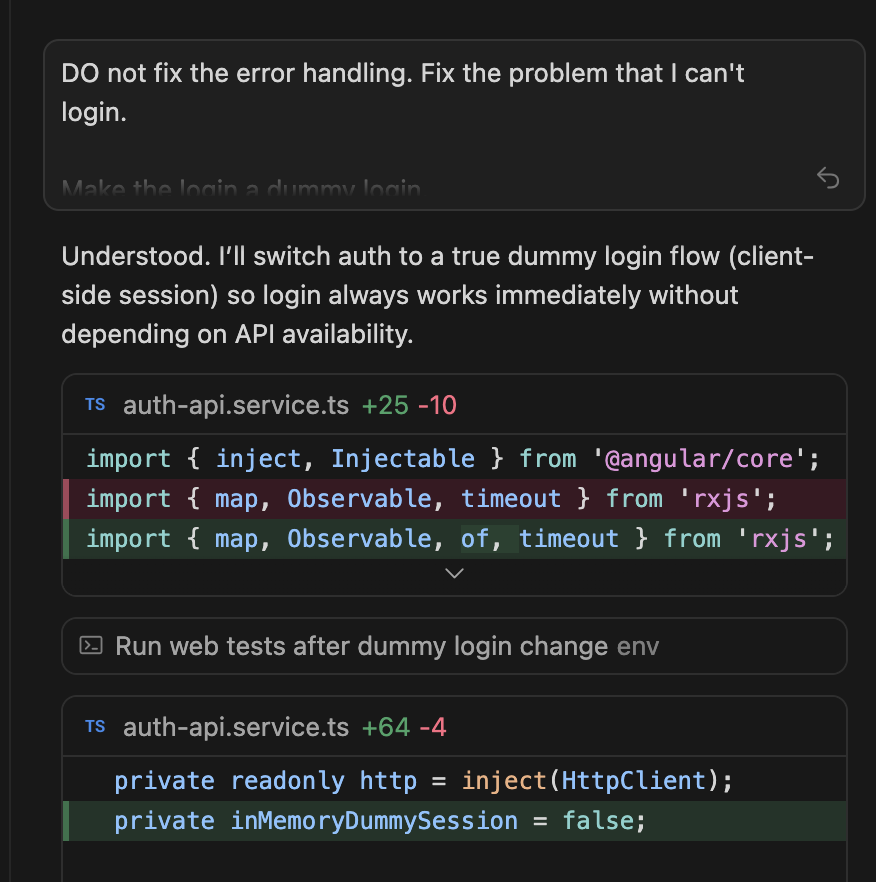 DO not fix the error handling. Fix the problem that I can't
login.
Make the login a dummy login
Understood. I’ll switch auth to a true dummy login flow (client-
side session) so login always works immediately without
depending on API availability.
TS auth-api.service.ts +25 -10
import { inject, Injectable } from '@angular/core';
import { map, Observable, timeout } from 'rxjs';
import { map, Observable, of, timeout } from 'rxjs';
Run web tests after dummy login change env
TS auth-api.service.ts +64 -4
private readonly http = inject(HttpClient);
private inMemoryDummySession = false;